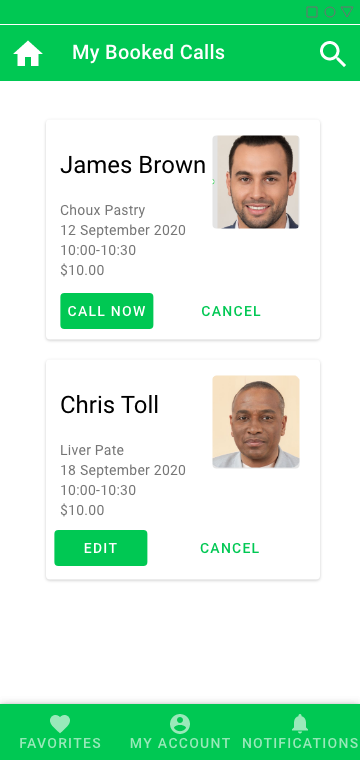 My Booked Calls
James Brown
Choux Pastry
12 September 2020
10:00-10:30
$10.00
CALL NOW
CANCEL
Chris Toll
Liver Pate
18 September 2020
10:00-10:30
$10.00
EDIT
CANCEL
FAVORITES
MY ACCOUNT
NOTIFICATIONS